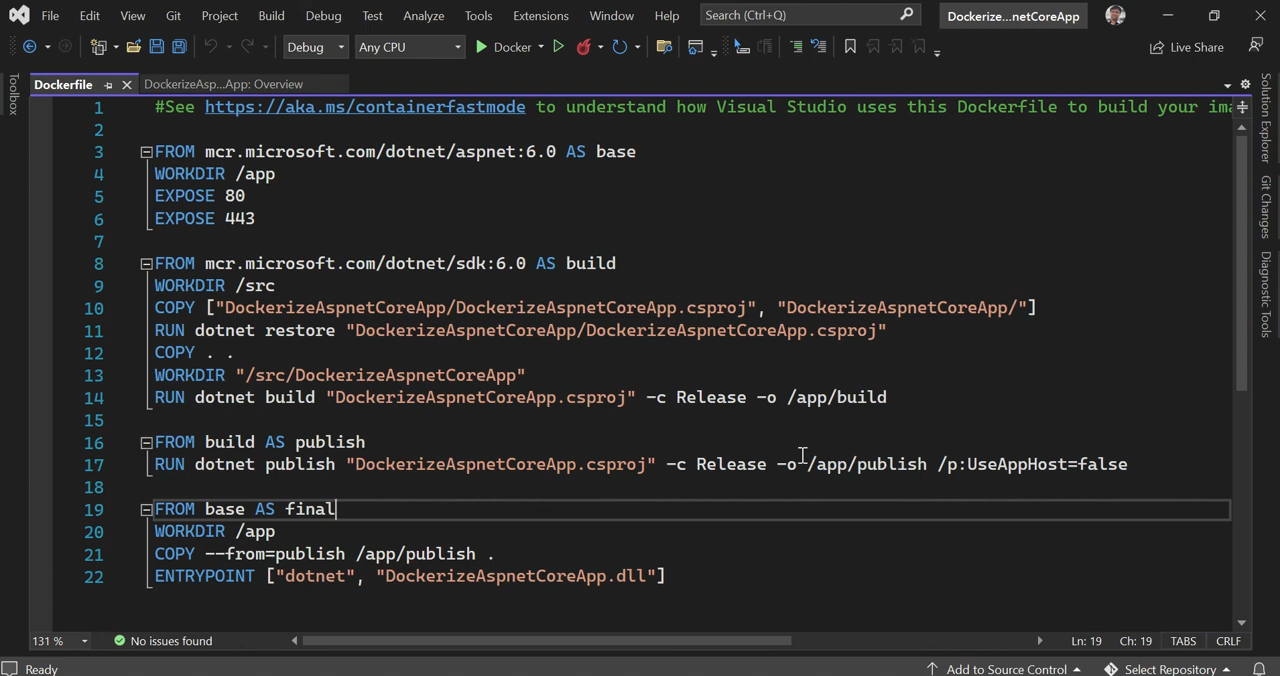 File Edit View Git Project Build Debug Test Analyze Tools Extensions Window Help Search (Ctrl+Q) Dockerize...netCoreApp
Debug Any CPU Docker Live Share
Dockerfile DockerizeAsp...App: Overview
Toolbox
1 #See https://aka.ms/containerfastmode to understand how Visual Studio uses this Dockerfile to build your ima
2
3 FROM mcr.microsoft.com/dotnet/aspnet:6.0 AS base
4 WORKDIR /app
5 EXPOSE 80
6 EXPOSE 443
7
8 FROM mcr.microsoft.com/dotnet/sdk:6.0 AS build
9 WORKDIR /src
10 COPY ["DockerizeAspnetCoreApp/DockerizeAspnetCoreApp.csproj", "DockerizeAspnetCoreApp/"]
11 RUN dotnet restore "DockerizeAspnetCoreApp/DockerizeAspnetCoreApp.csproj"
12 COPY . .
13 WORKDIR "/src/DockerizeAspnetCoreApp"
14 RUN dotnet build "DockerizeAspnetCoreApp.csproj" -c Release -o /app/build
15
16 FROM build AS publish
17 RUN dotnet publish "DockerizeAspnetCoreApp.csproj" -c Release -o /app/publish /p:UseAppHost=false
18
19 FROM base AS final
20 WORKDIR /app
21 COPY --from=publish /app/publish .
22 ENTRYPOINT ["dotnet", "DockerizeAspnetCoreApp.dll"]
Solution Explorer
Git Changes
Diagnostic Tools
131 % No issues found Ln: 19 Ch: 19 TABS CRLF
Ready Add to Source Control Select Repository